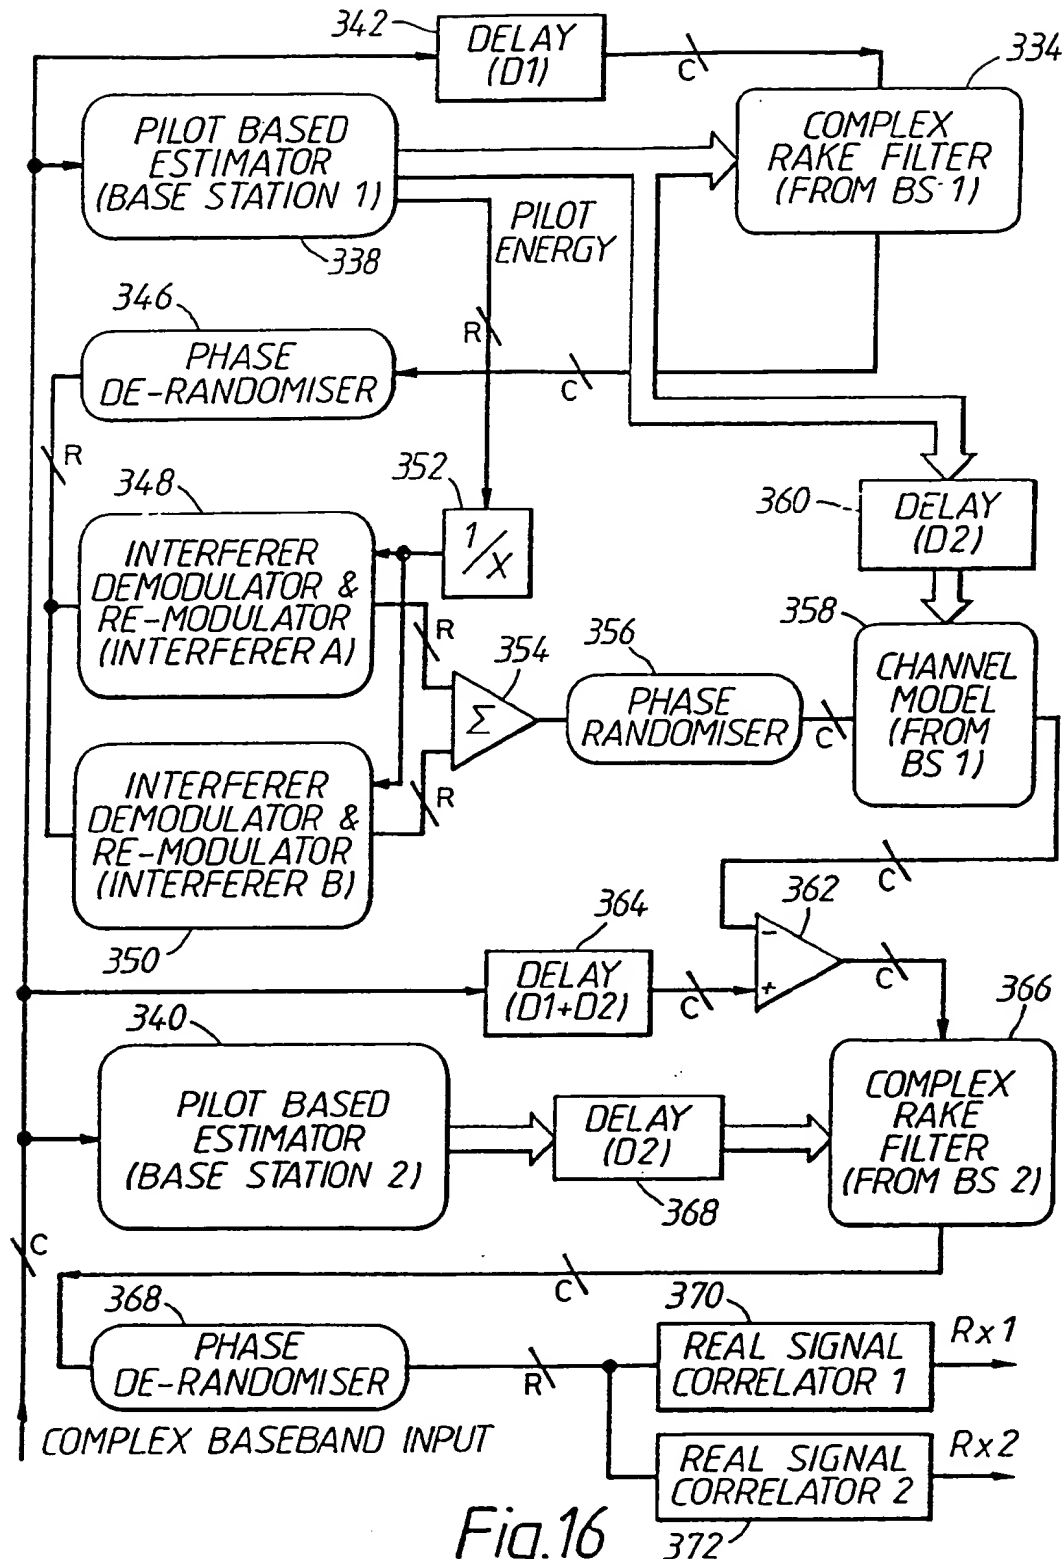 342
DELAY
(D1)
C
334
PILOT BASED
ESTIMATOR
(BASE STATION 1)
338
COMPLEX
RAKE FILTER
(FROM BS 1)
PILOT
ENERGY
346
R
PHASE
DE-RANDOMISER
C
R
348
352
1/X
360
DELAY
(D2)
INTERFERER
DEMODULATOR &
RE-MODULATOR
(INTERFERER A)
R
354
Σ
356
PHASE
RANDOMISER
C
358
CHANNEL
MODEL
(FROM
BS 1)
INTERFERER
DEMODULATOR &
RE-MODULATOR
(INTERFERER B)
R
350
C
362
-
+
364
DELAY
(D1+D2)
C
C
366
340
PILOT BASED
ESTIMATOR
(BASE STATION 2)
DELAY
(D2)
368
COMPLEX
RAKE
FILTER
(FROM BS 2)
C
C
368
PHASE
DE-RANDOMISER
R
370
REAL SIGNAL
CORRELATOR 1
Rx1
COMPLEX BASEBAND INPUT
REAL SIGNAL
CORRELATOR 2
Rx2
372
Fig.16